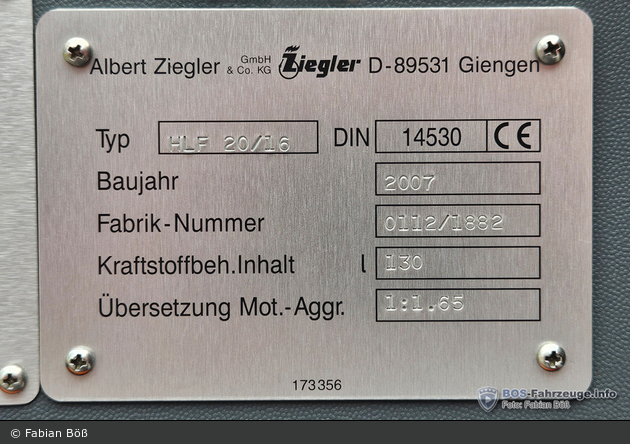 Albert Ziegler GmbH & Co. KG Ziegler D-89531 Giengen
Typ HLF 20/16 DIN 14530 CE
Baujahr 2007
Fabrik-Nummer 0112/1882
Kraftstoffbeh.Inhalt l 130
Übersetzung Mot.-Aggr. 1:1.65
173356
BOS-Fahrzeuge.info
Foto: Fabian Böß
© Fabian Böß